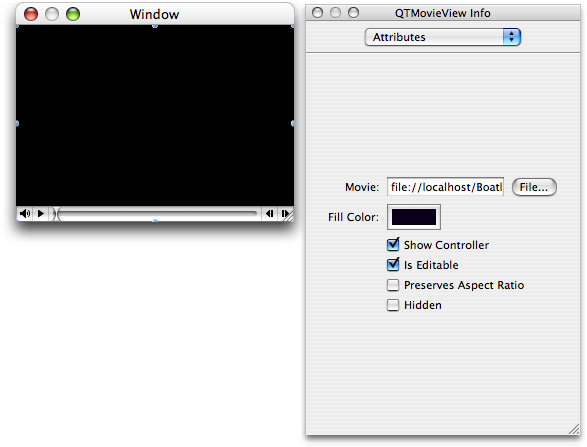 Window
QTMovieView Info
Attributes
Movie: file://localhost/Boatl File...
Fill Color:
Show Controller
Is Editable
Preserves Aspect Ratio
Hidden